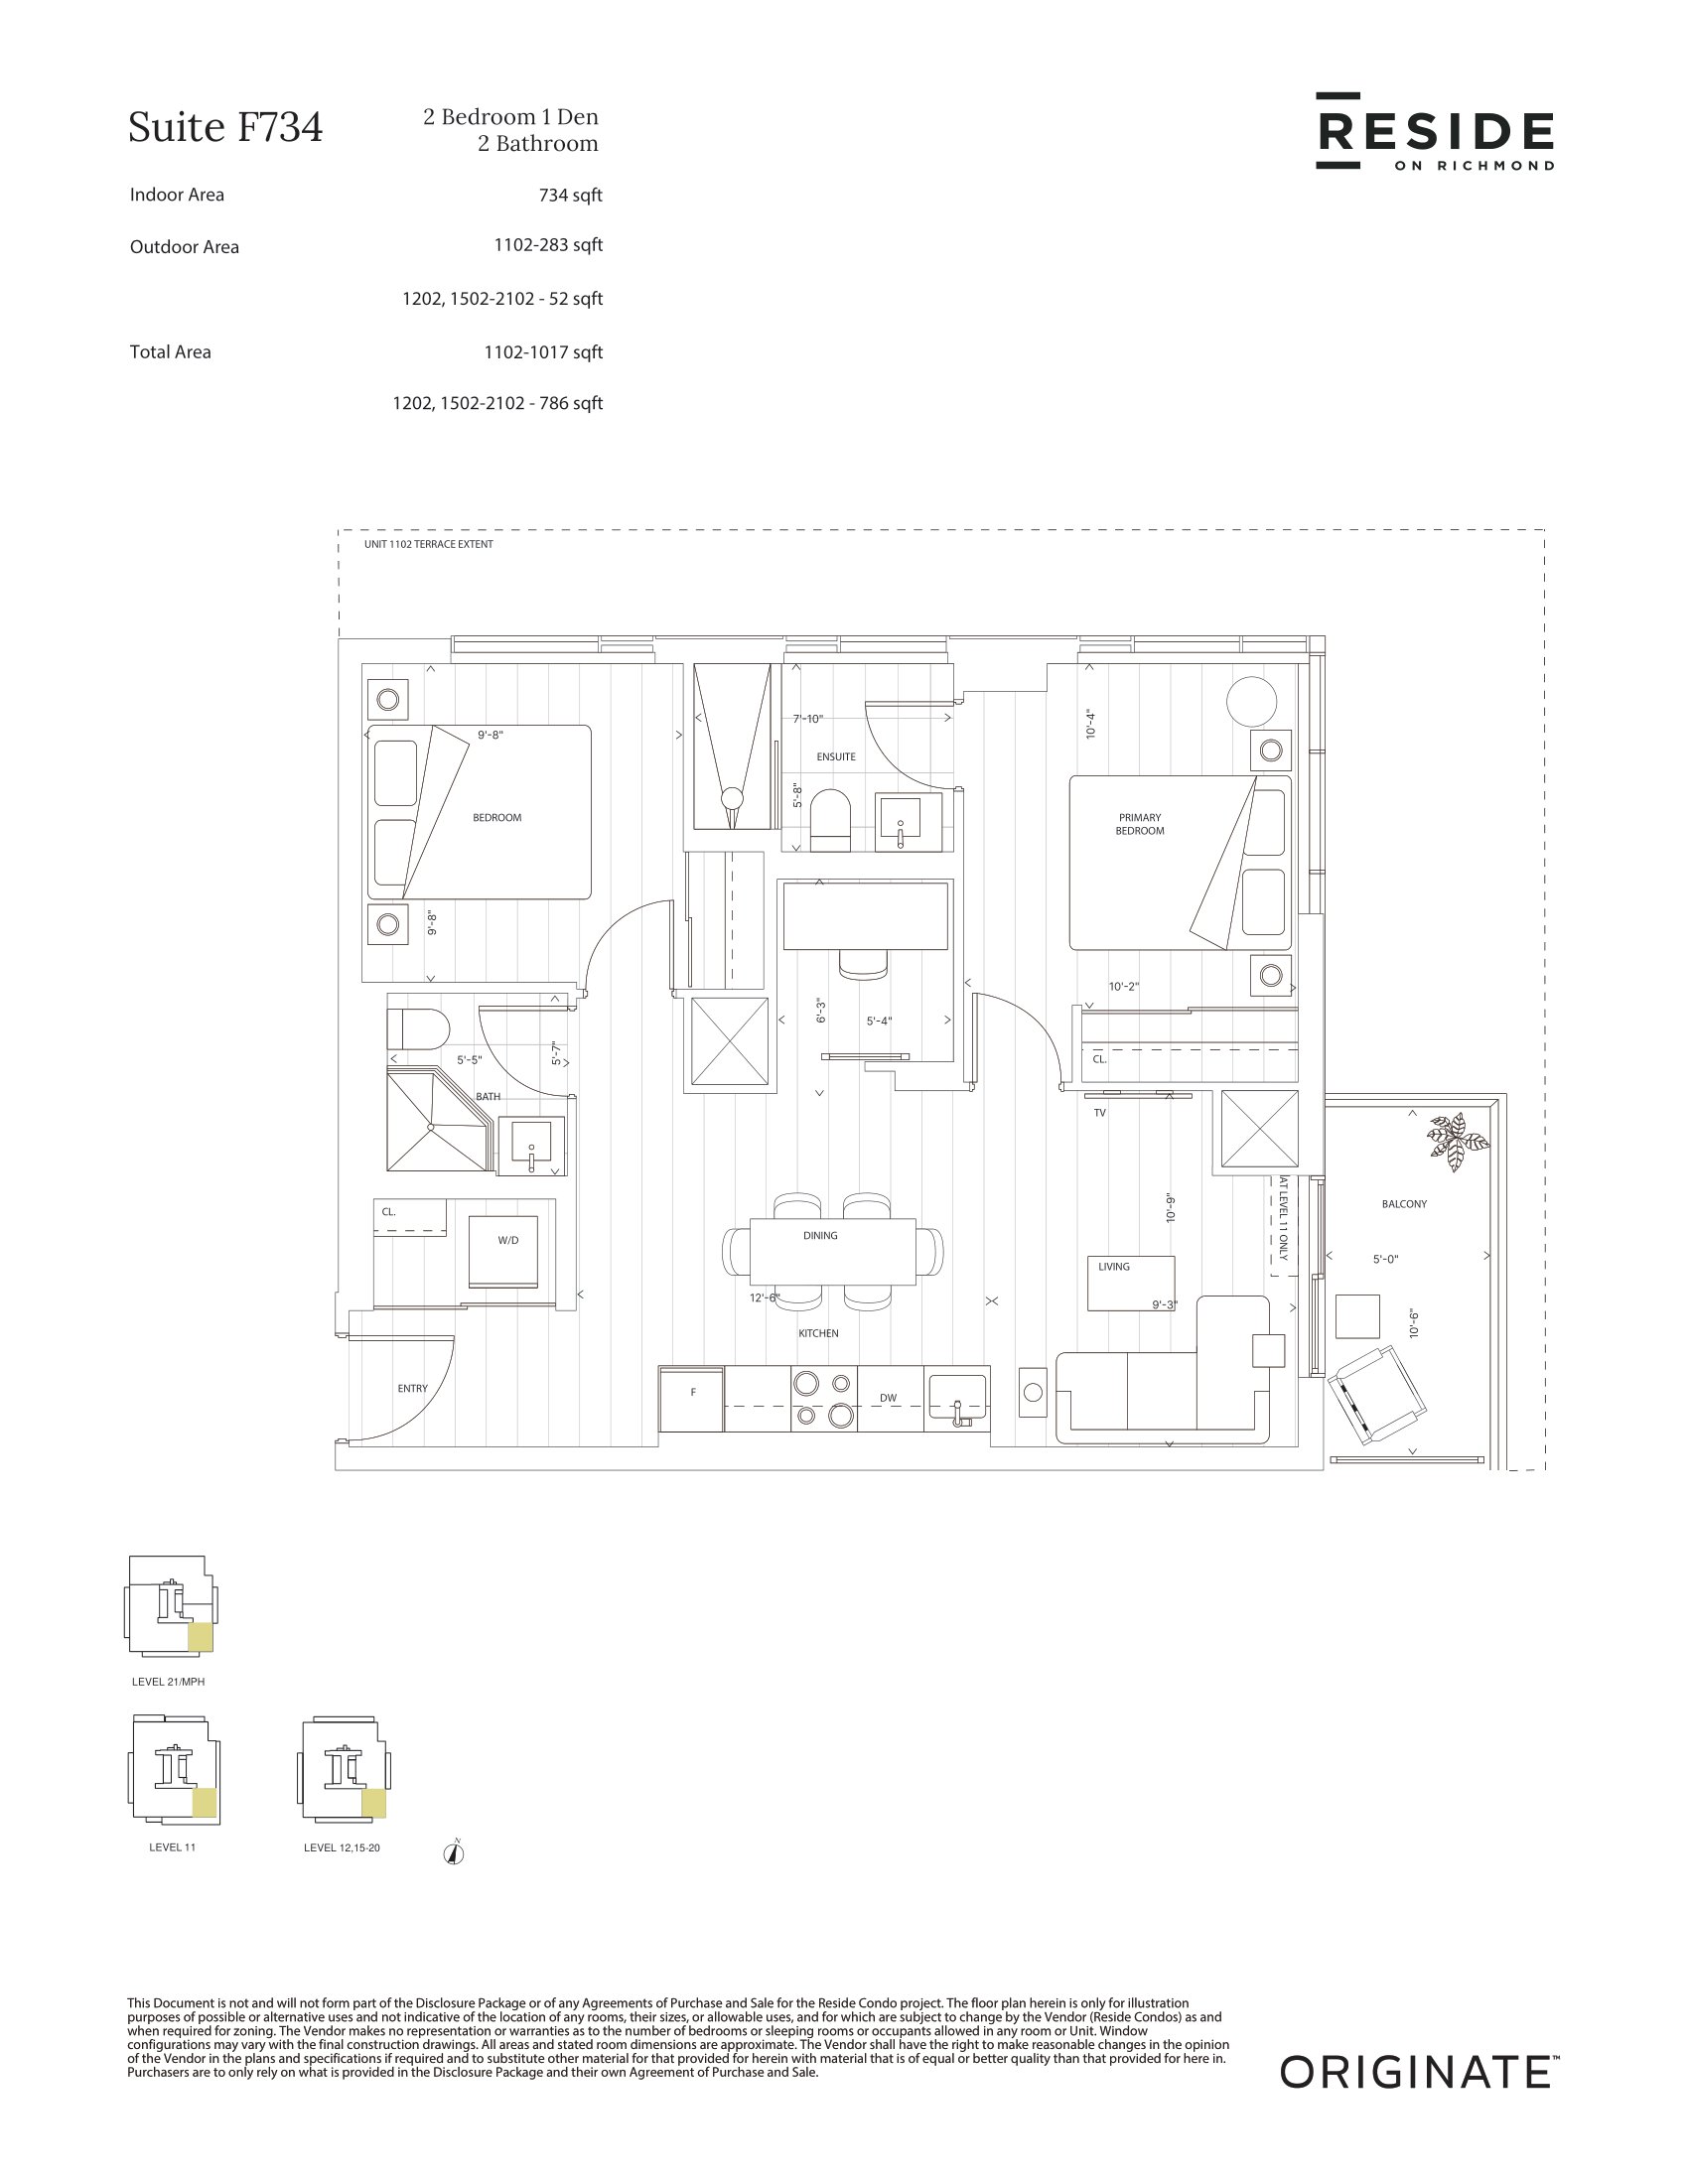 Suite F734
2 Bedroom 1 Den
2 Bathroom
RESIDE
ON RICHMOND
Indoor Area 734 sqft
Outdoor Area 1102-283 sqft
1202, 1502-2102 - 52 sqft
Total Area 1102-1017 sqft
1202, 1502-2102 - 786 sqft
UNIT 1102 TERRACE EXTENT
9'-8"
BEDROOM
9'-8"
7'-10"
ENSUITE
5'-8"
10'-4"
PRIMARY
BEDROOM
10'-2"
6'-3"
5'-4"
5'-5"
5'-7"
BATH
CL.
TV
CL.
W/D
DINING
12'-6"
KITCHEN
10'-9"
LIVING
9'-3"
AT LEVEL 11 ONLY
BALCONY
5'-0"
10'-6"
ENTRY
F
DW
LEVEL 21/MPH
LEVEL 11
LEVEL 12,15-20
N
This Document is not and will not form part of the Disclosure Package or of any Agreements of Purchase and Sale for the Reside Condo project. The floor plan herein is only for illustration
purposes of possible or alternative uses and not indicative of the location of any rooms, their sizes, or allowable uses, and for which are subject to change by the Vendor (Reside Condos) as and
when required for zoning. The Vendor makes no representation or warranties as to the number of bedrooms or sleeping rooms or occupants allowed in any room or Unit. Window
configurations may vary with the final construction drawings. All areas and stated room dimensions are approximate. The Vendor shall have the right to make reasonable changes in the opinion
of the Vendor in the plans and specifications if required and to substitute other material for that provided for herein with material that is of equal or better quality than that provided for here in.
Purchasers are to only rely on what is provided in the Disclosure Package and their own Agreement of Purchase and Sale.
ORIGINATE™